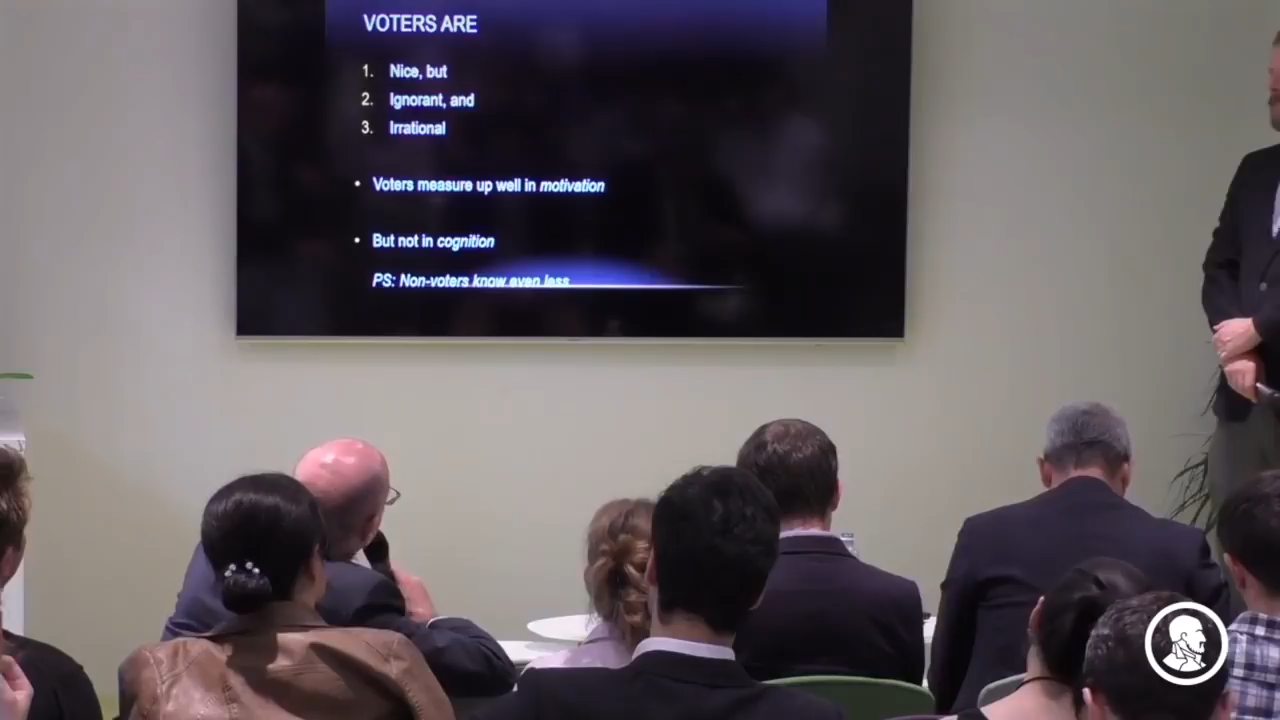 VOTERS ARE
1. Nice, but
2. Ignorant, and
3. Irrational
• Voters measure up well in motivation
• But not in cognition
PS: Non-voters know even less